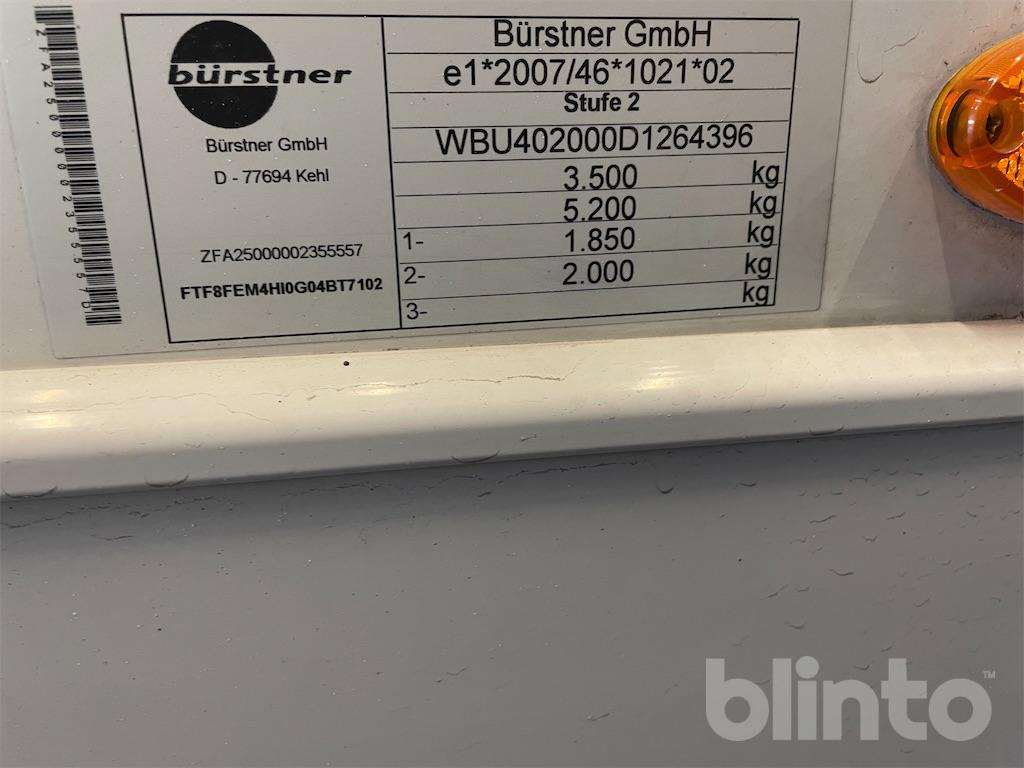 bürstner
Bürstner GmbH
D - 77694 Kehl
ZFA25000002355557
FTF8FEM4HI0G04BT7102
Bürstner GmbH
e1*2007/46*1021*02
Stufe 2
WBU402000D1264396
3.500 kg
5.200 kg
1- 1.850 kg
2- 2.000 kg
3- kg
blinto™